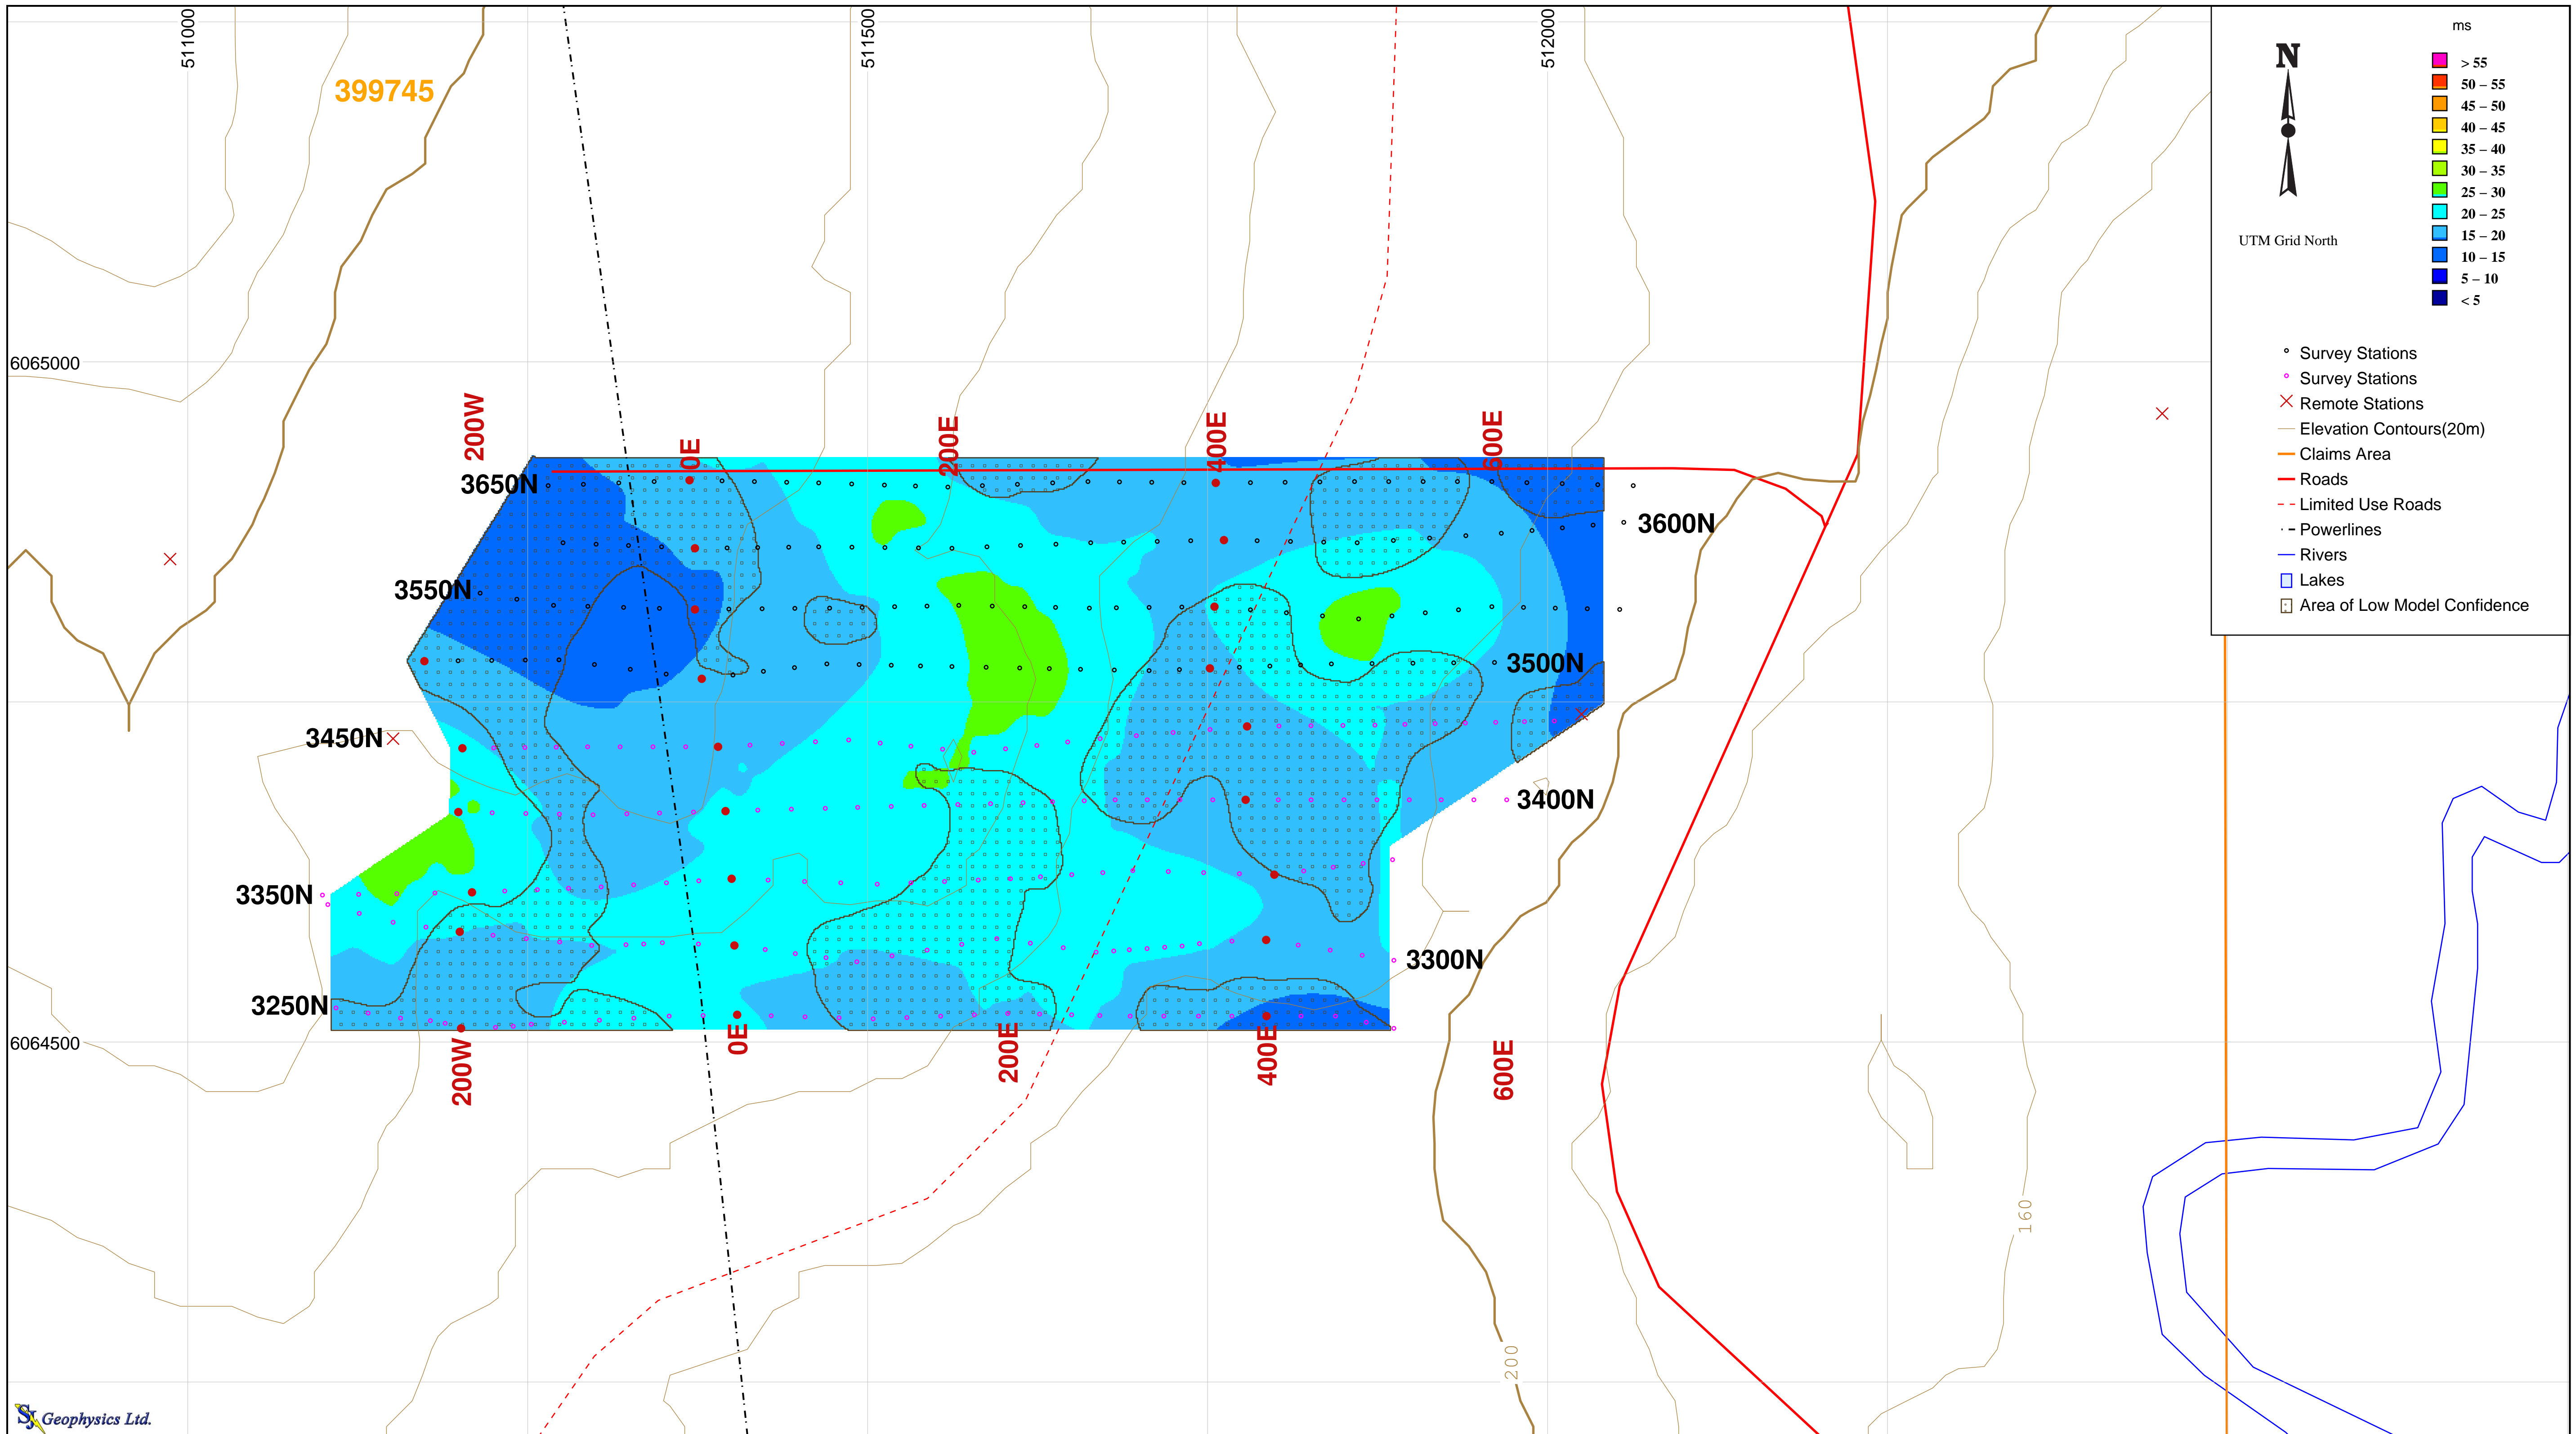 511000
511500
512000
399745
6065000
6064500
200W
0E
200E
400E
600E
3650N
3600N
3550N
3500N
3450N
3400N
3350N
3300N
3250N
200W
0E
200E
400E
600E
160
200
SJ Geophysics Ltd.
N
UTM Grid North
ms
> 55
50 – 55
45 – 50
40 – 45
35 – 40
30 – 35
25 – 30
20 – 25
15 – 20
10 – 15
5 – 10
< 5
Survey Stations
Survey Stations
Remote Stations
Elevation Contours(20m)
Claims Area
Roads
Limited Use Roads
Powerlines
Rivers
Lakes
Area of Low Model Confidence